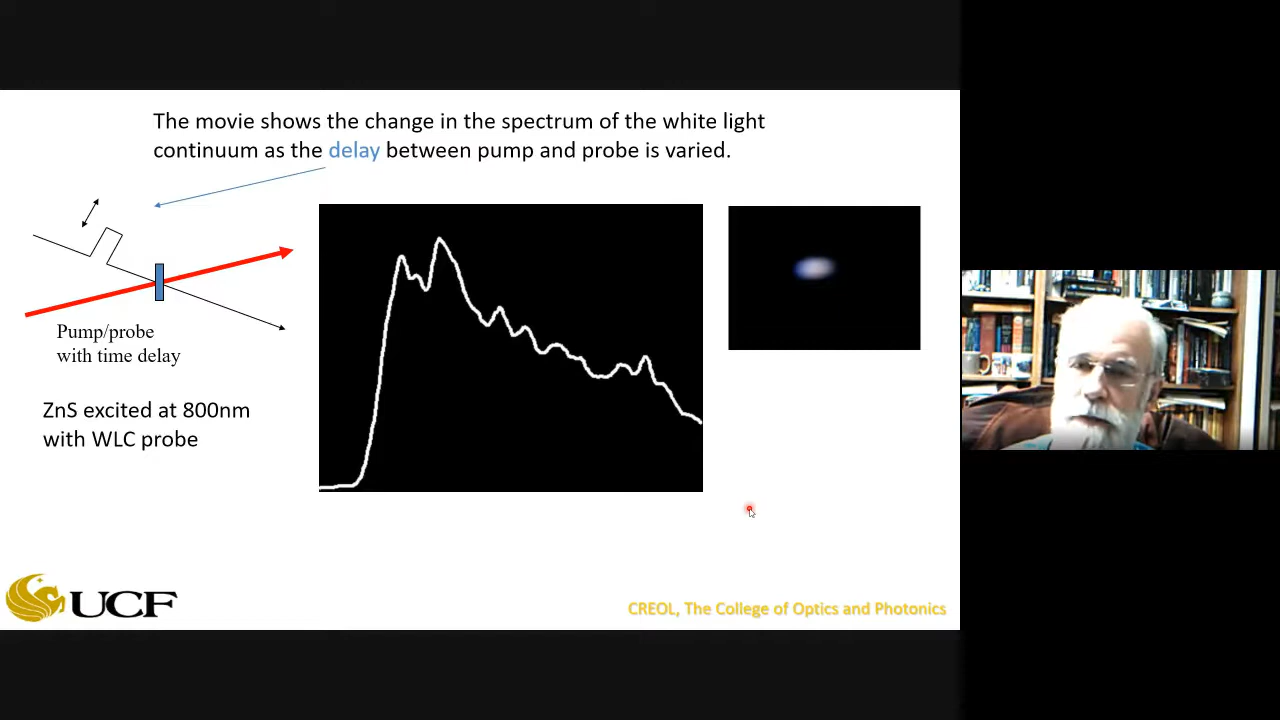 The movie shows the change in the spectrum of the white light
continuum as the delay between pump and probe is varied.
Pump/probe
with time delay
ZnS excited at 800nm
with WLC probe
UCF
CREOL, The College of Optics and Photonics